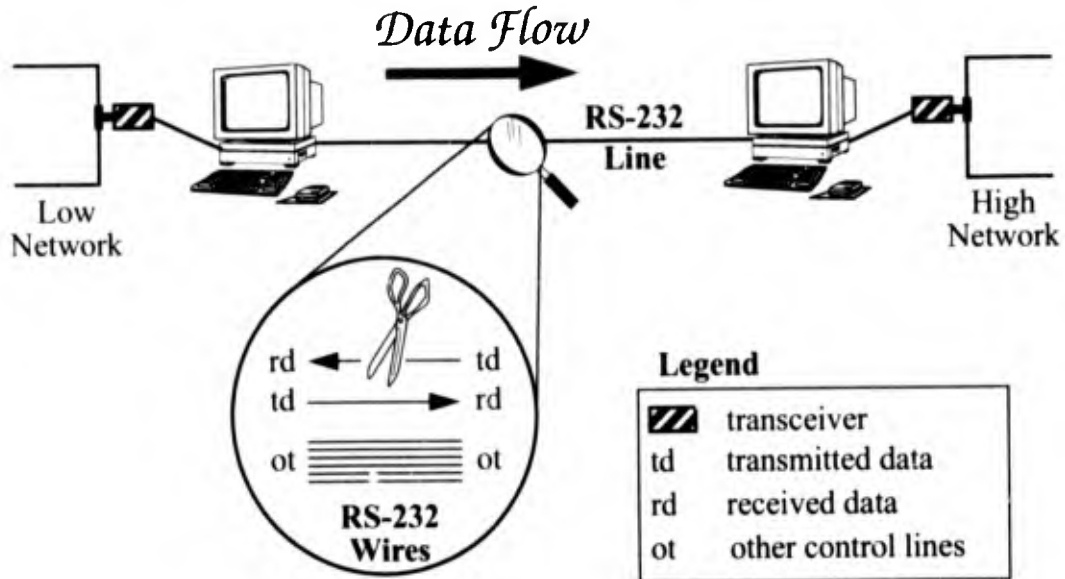 Data Flow
RS-232
Line
Low
Network
High
Network
rd td
td rd
ot ot
RS-232
Wires
Legend
transceiver
td transmitted data
rd received data
ot other control lines